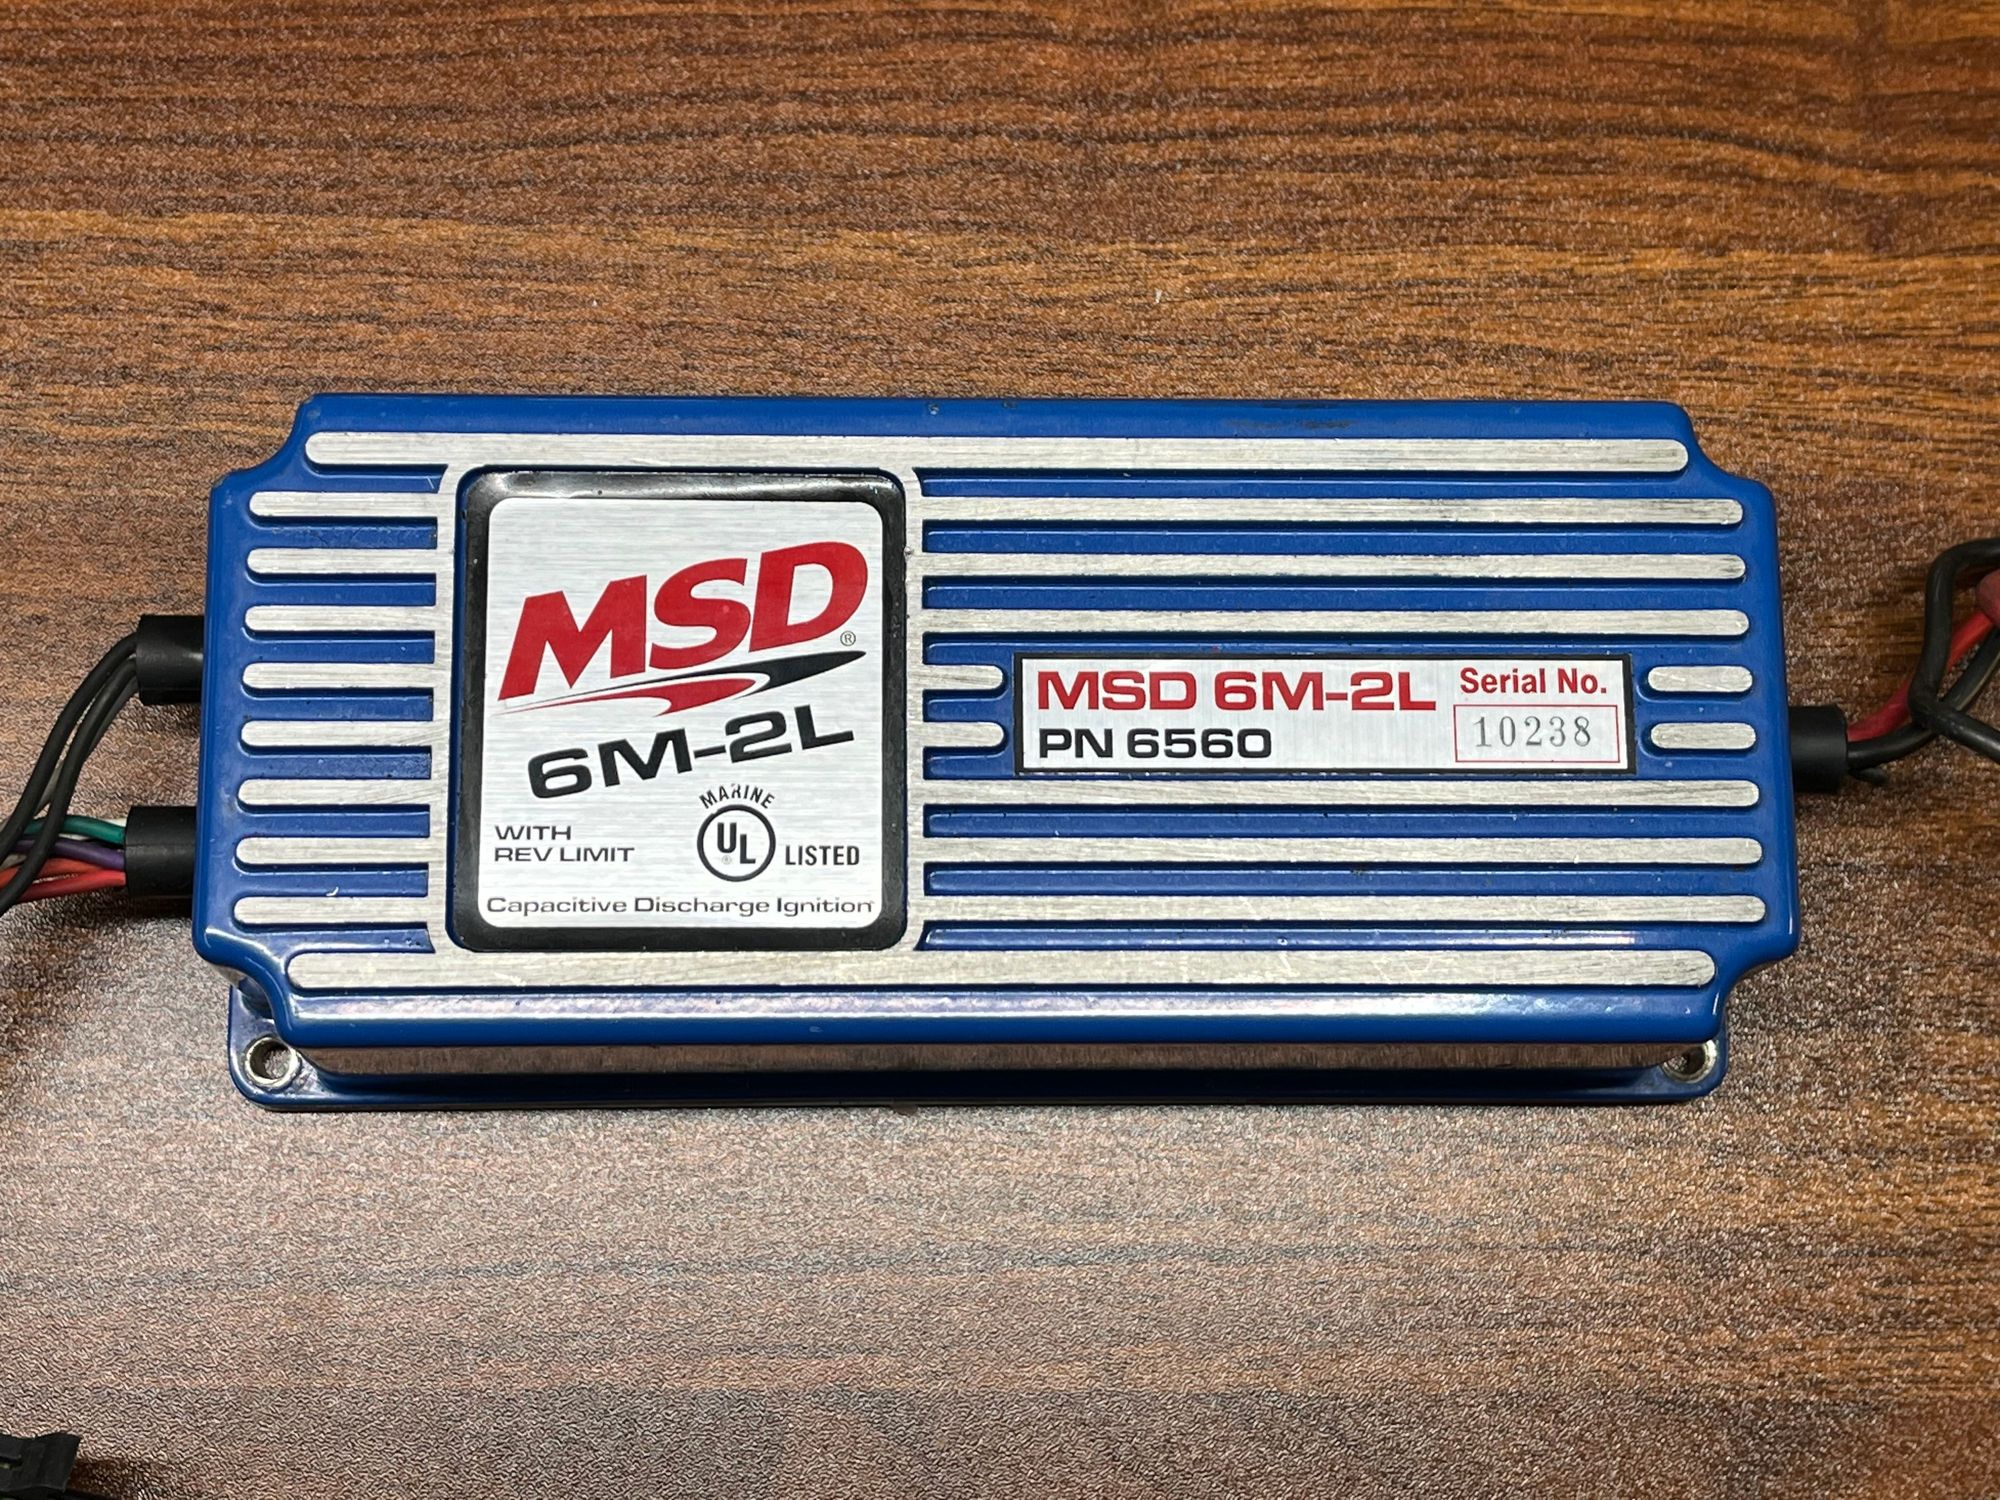 MSD®
6M-2L
MARINE
WITH
REV LIMIT
UL® LISTED
Capacitive Discharge Ignition
MSD 6M-2L
PN 6560
Serial No.
10238